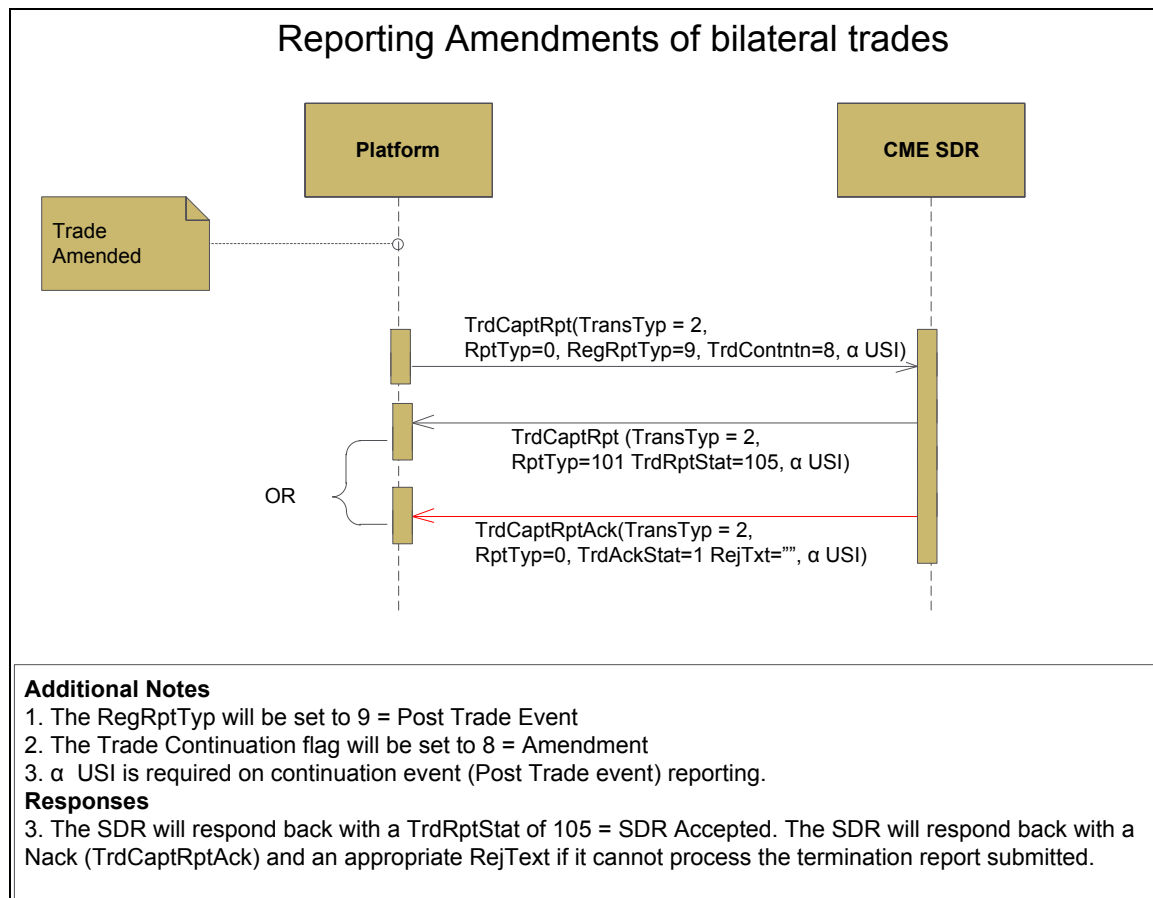 Reporting Amendments of bilateral trades
Platform
CME SDR
Trade
Amended
TrdCaptRpt(TransTyp = 2,
RptTyp=0, RegRptTyp=9, TrdContntn=8, α USI)
TrdCaptRpt (TransTyp = 2,
RptTyp=101 TrdRptStat=105, α USI)
OR
TrdCaptRptAck(TransTyp = 2,
RptTyp=0, TrdAckStat=1 RejTxt=””, α USI)
Additional Notes
1. The RegRptTyp will be set to 9 = Post Trade Event
2. The Trade Continuation flag will be set to 8 = Amendment
3. α  USI is required on continuation event (Post Trade event) reporting.
Responses
3. The SDR will respond back with a TrdRptStat of 105 = SDR Accepted. The SDR will respond back with a
Nack (TrdCaptRptAck) and an appropriate RejText if it cannot process the termination report submitted.